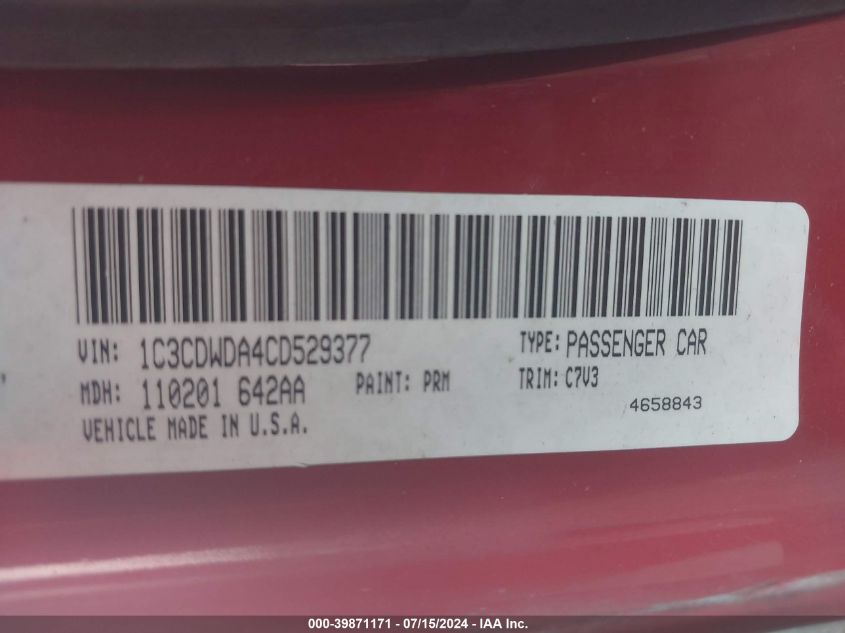 VIN: 1C3CDWDA4CD529377 TYPE: PASSENGER CAR
MDH: 110201 642AA PAINT: PRM TRIM: C7V3
4658843
VEHICLE MADE IN U.S.A.
000-39871171 - 07/15/2024 - IAA Inc.